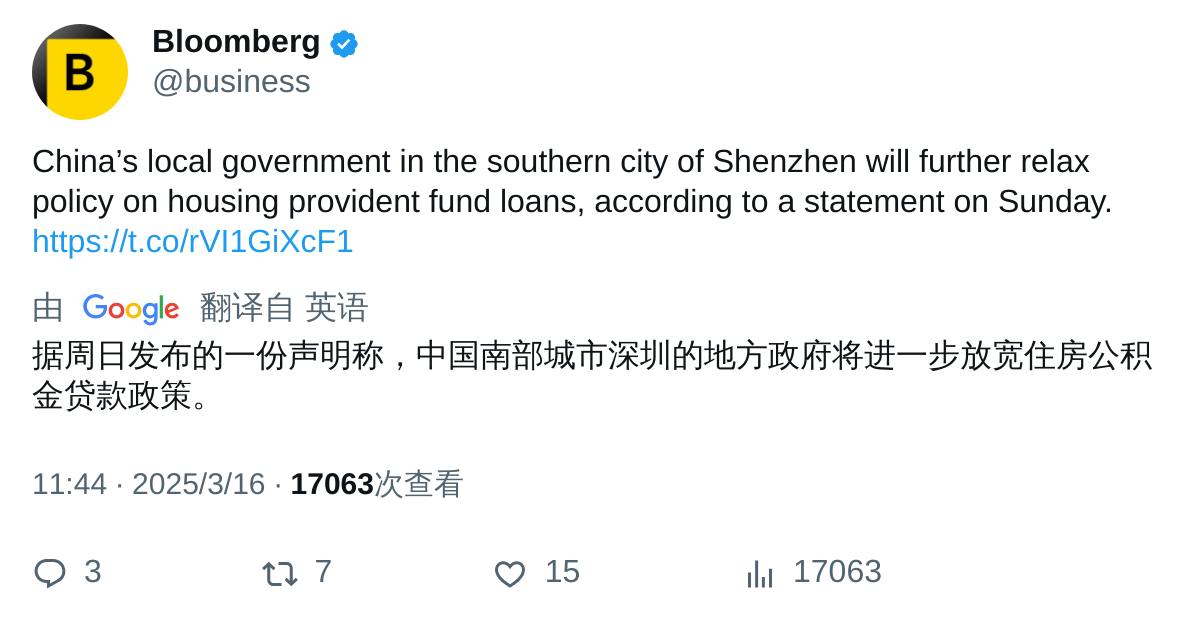 B
Bloomberg
@business
China’s local government in the southern city of Shenzhen will further relax
policy on housing provident fund loans, according to a statement on Sunday.
https://t.co/rVI1GiXcF1
由 Google 翻译自 英语
据周日发布的一份声明称，中国南部城市深圳的地方政府将进一步放宽住房公积
金贷款政策。
11:44 · 2025/3/16 · 17063次查看
3 7 15 17063